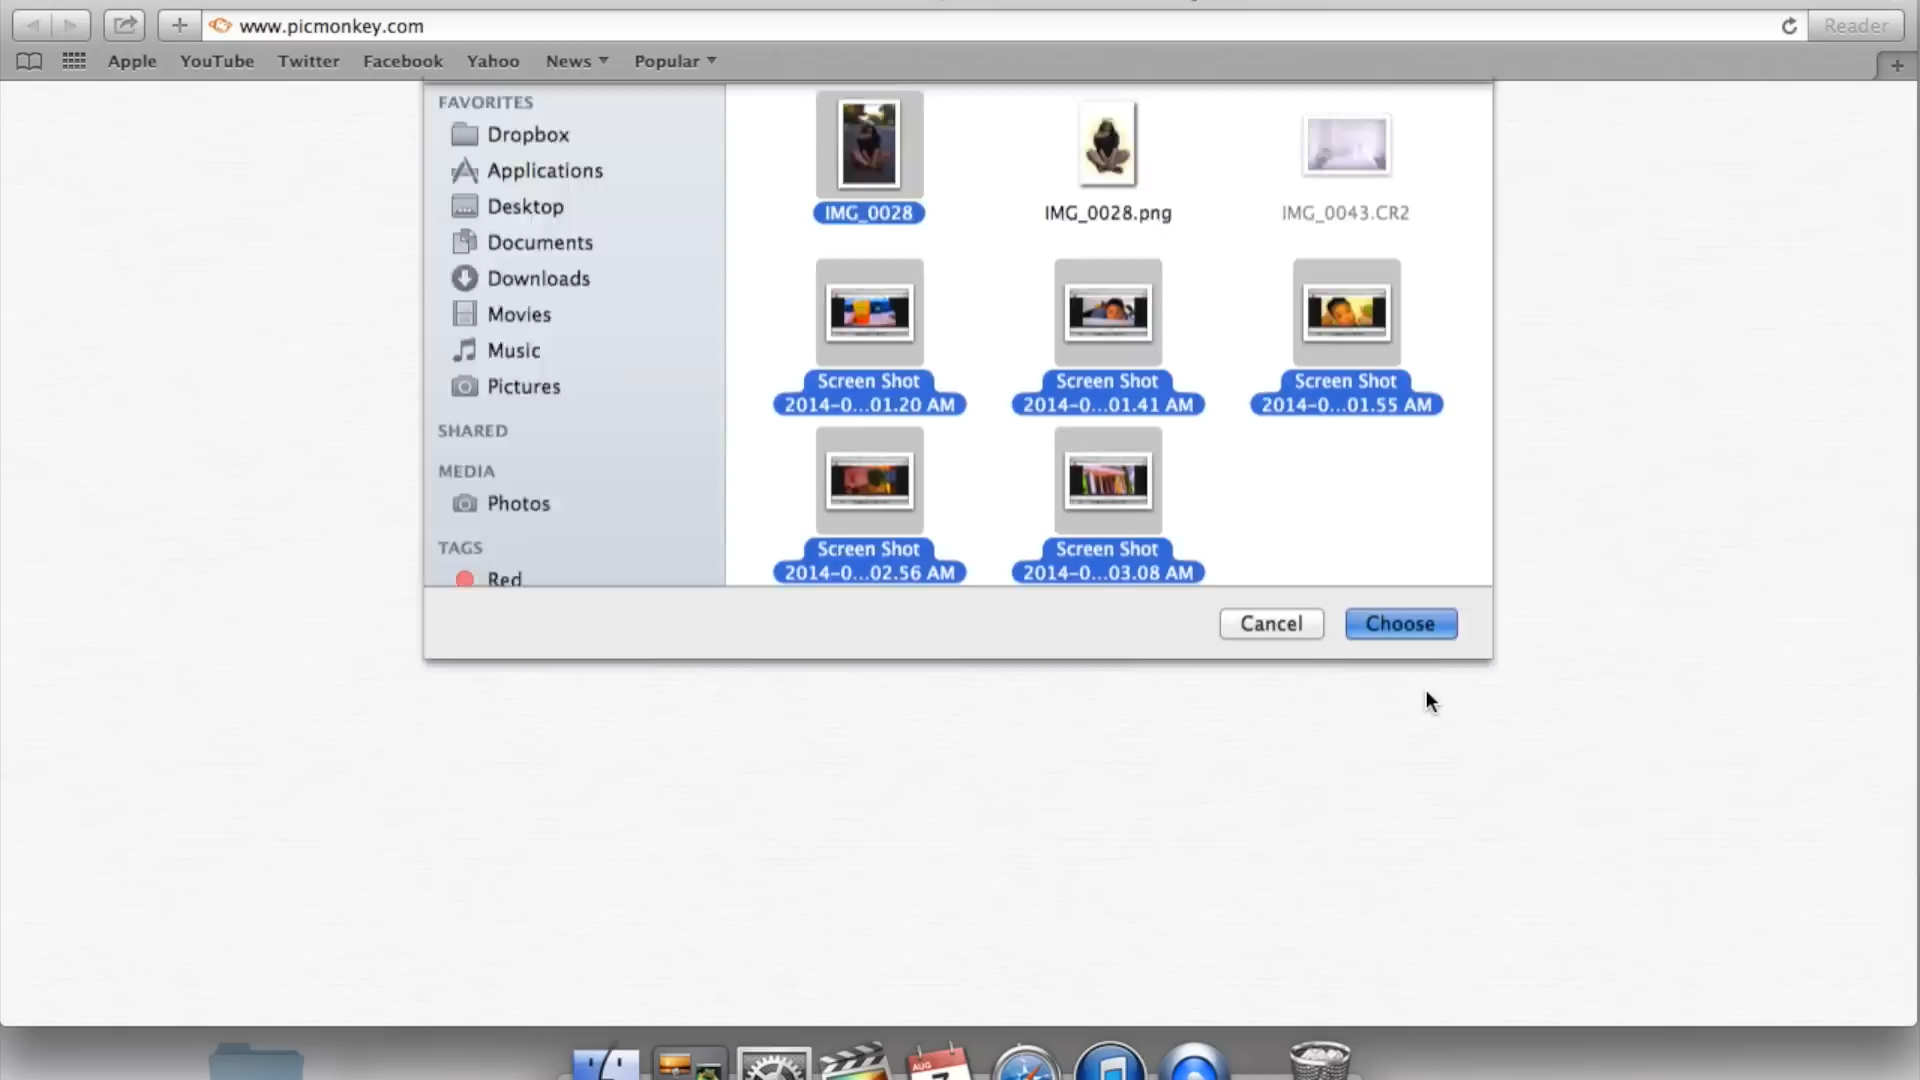 www.picmonkey.com
Reader
Apple YouTube Twitter Facebook Yahoo News Popular
FAVORITES
Dropbox
Applications
Desktop
Documents
Downloads
Movies
Music
Pictures
SHARED
MEDIA
Photos
TAGS
Red
IMG_0028 IMG_0028.png IMG_0043.CR2
Screen Shot Screen Shot Screen Shot
2014-0...01.20 AM 2014-0...01.41 AM 2014-0...01.55 AM
Screen Shot Screen Shot
2014-0...02.56 AM 2014-0...03.08 AM
Cancel Choose
AUG
7